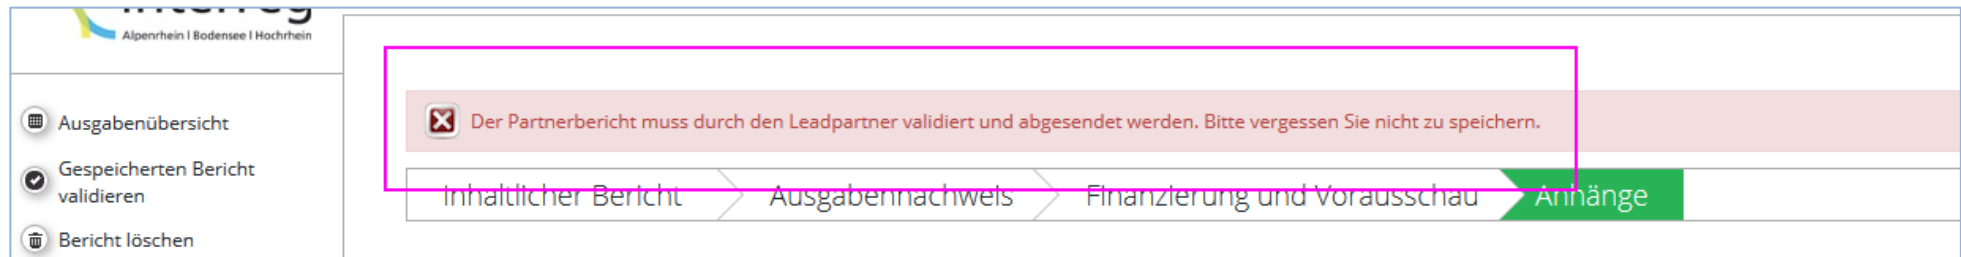 Interreg
Alpenrhein I Bodensee I Hochrhein
Ausgabenübersicht
Gespeicherten Bericht
validieren
Bericht löschen
Der Partnerbericht muss durch den Leadpartner validiert und abgesendet werden. Bitte vergessen Sie nicht zu speichern.
Inhaltlicher Bericht
Ausgabennachweis
Finanzierung und Vorausschau
Anhänge